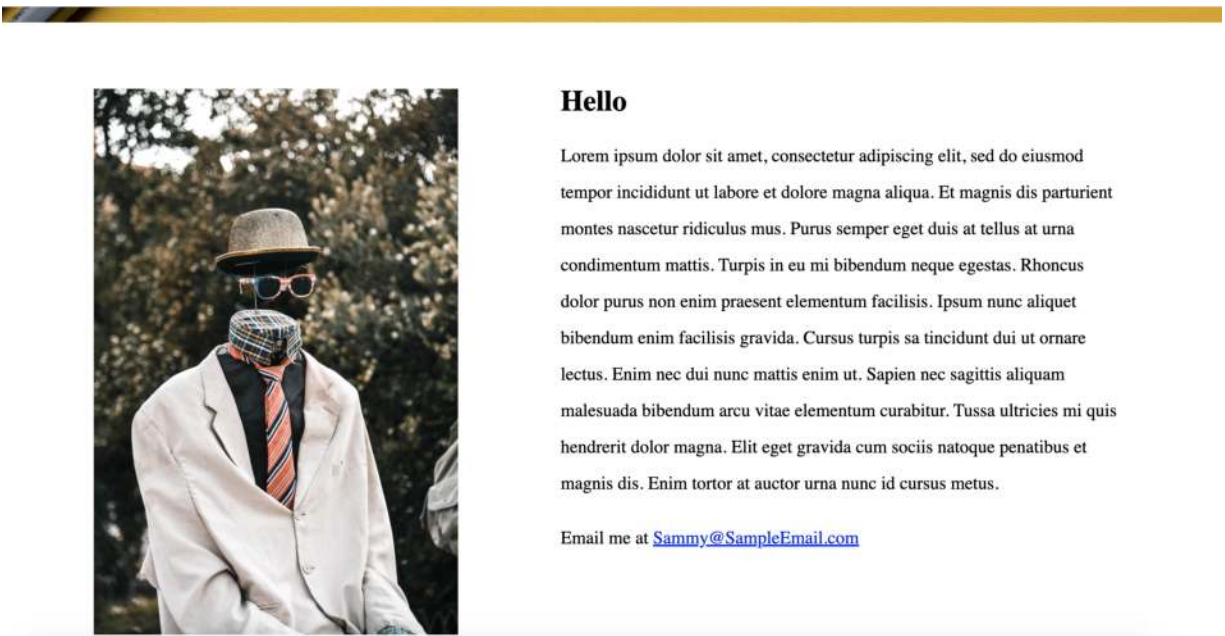 Hello
Lorem ipsum dolor sit amet, consectetur adipiscing elit, sed do eiusmod
tempor incididunt ut labore et dolore magna aliqua. Et magnis dis parturient
montes nascetur ridiculus mus. Purus semper eget duis at tellus at urna
condimentum mattis. Turpis in eu mi bibendum neque egestas. Rhoncus
dolor purus non enim praesent elementum facilisis. Ipsum nunc aliquet
bibendum enim facilisis gravida. Cursus turpis sa tincidunt dui ut ornare
lectus. Enim nec dui nunc mattis enim ut. Sapien nec sagittis aliquam
malesuada bibendum arcu vitae elementum curabitur. Tussa ultricies mi quis
hendrerit dolor magna. Elit eget gravida cum sociis natoque penatibus et
magnis dis. Enim tortor at auctor urna nunc id cursus metus.
Email me at Sammy@SampleEmail.com